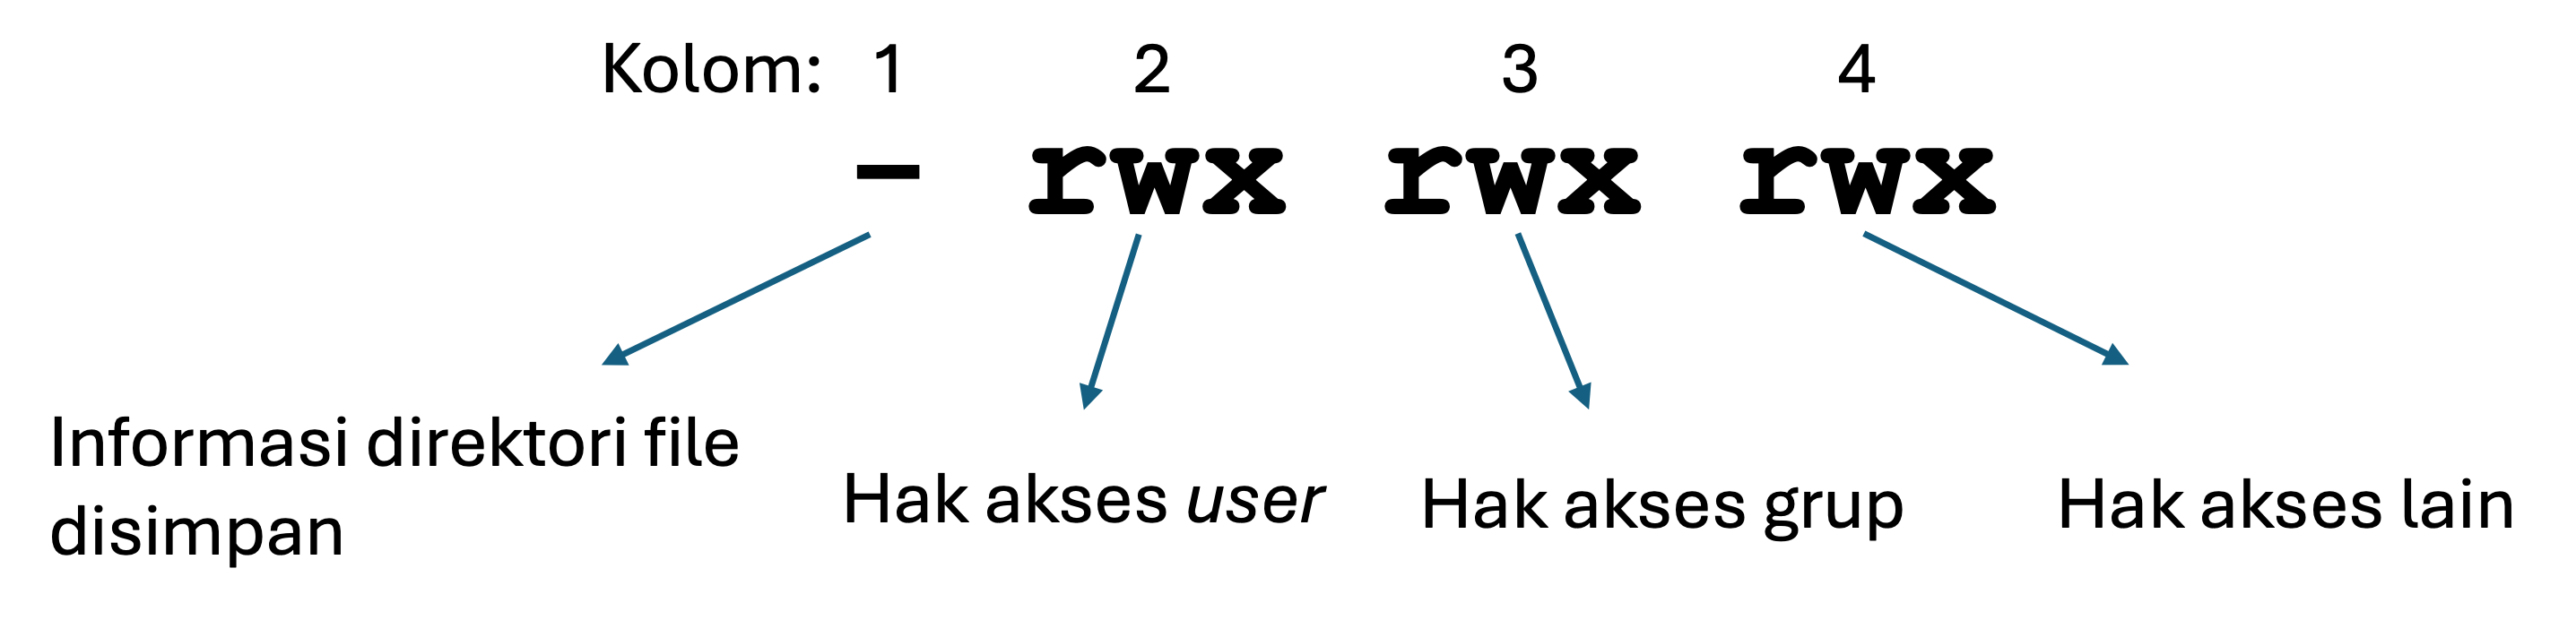 Kolom: 1 2 3 4
- rwx rwx rwx
Informasi direktori file
disimpan
Hak akses user
Hak akses grup
Hak akses lain